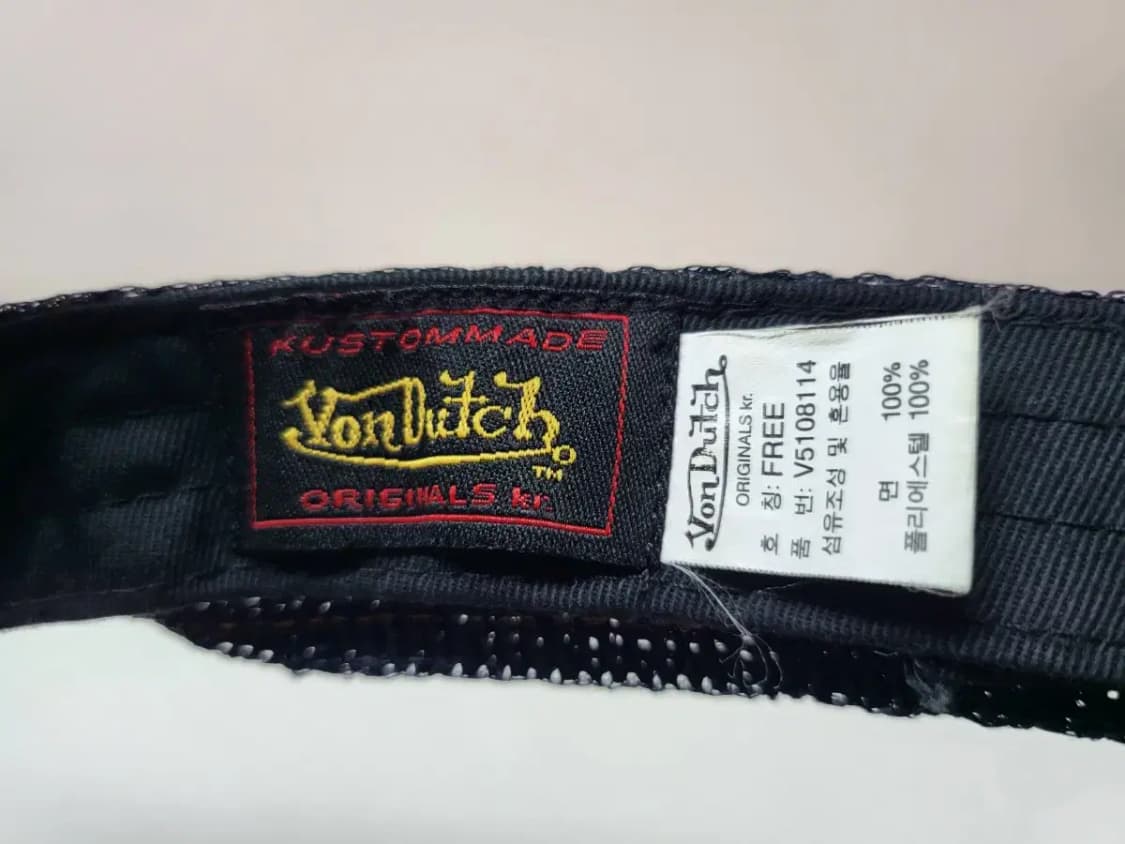 KUSTOMMADE
Von Dutch
TM
ORIGINALS kr.
Von Dutch
ORIGINALS kr.
호 칭: FREE
품 번: V5108114
섬유조성 및 혼용율
면 100%
폴리에스텔 100%